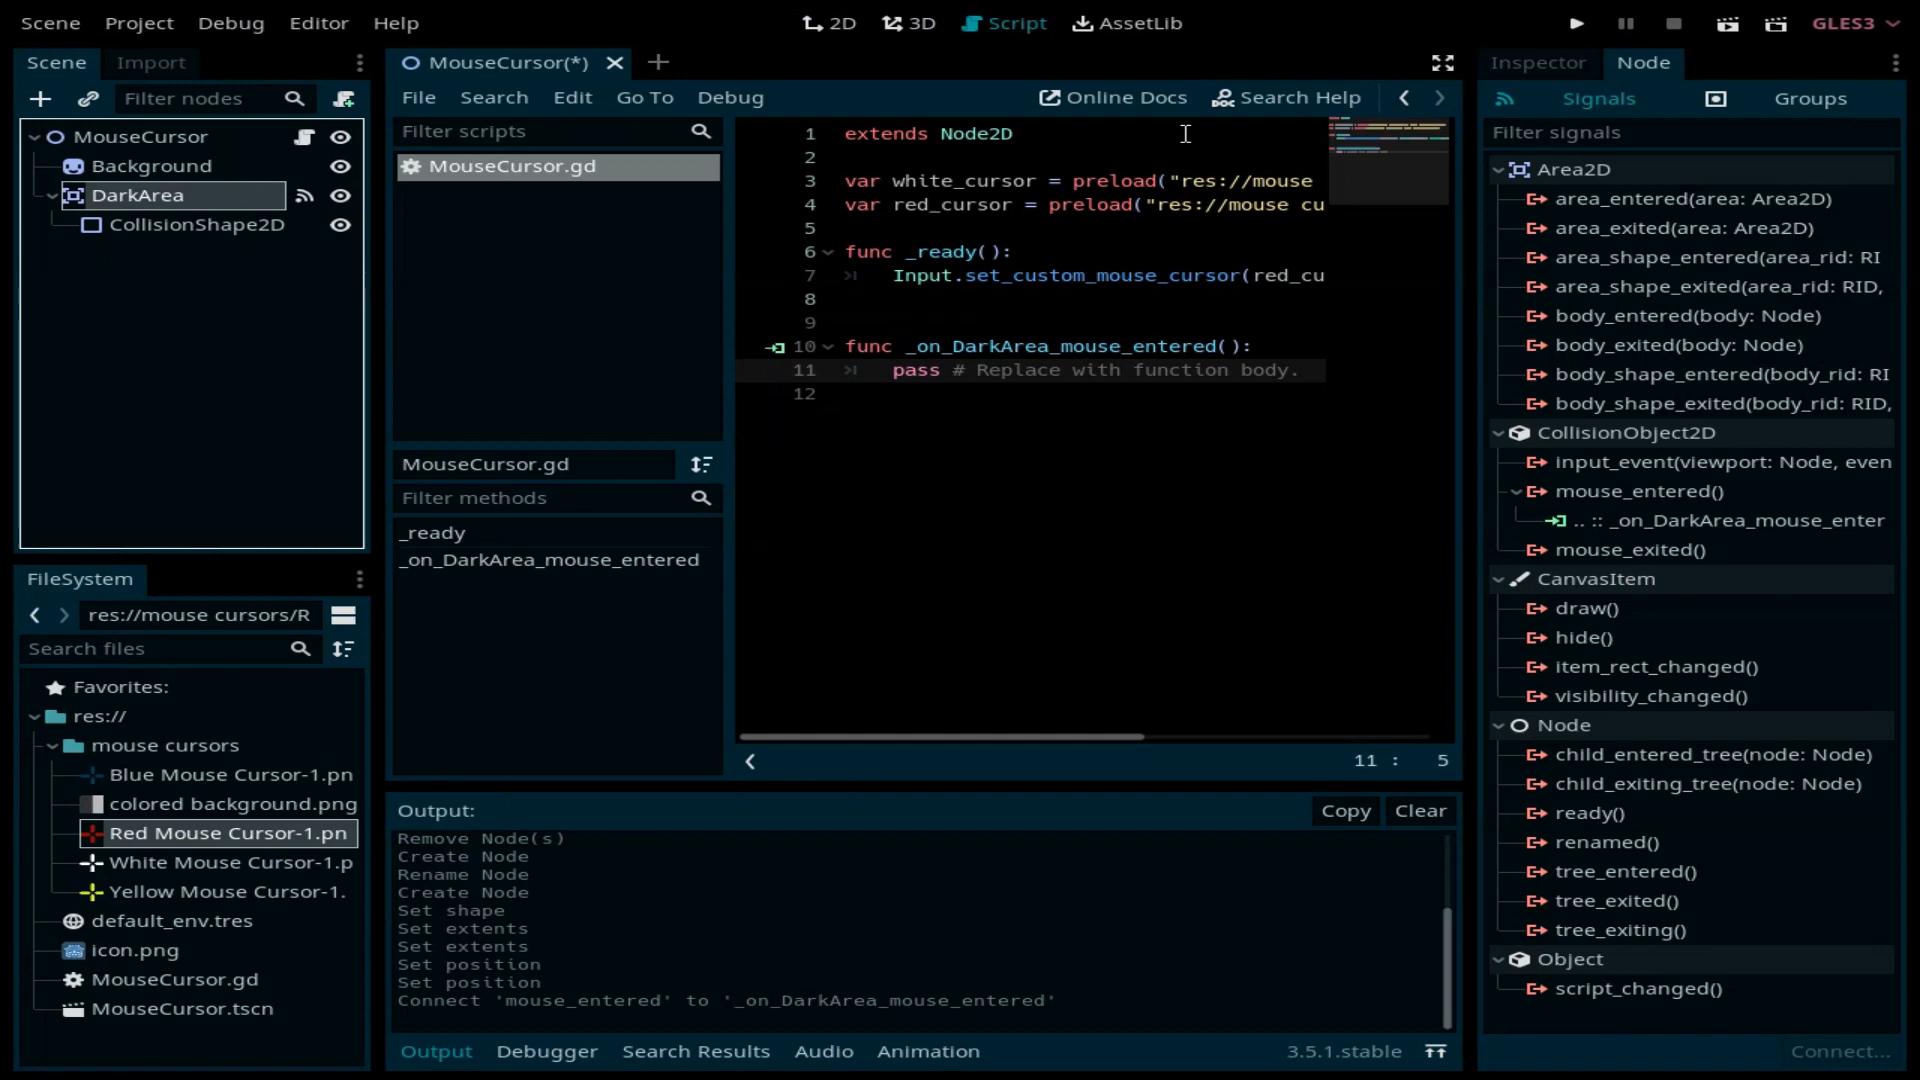 Scene Project Debug Editor Help
2D 3D Script AssetLib
GLES3
Scene Import
Filter nodes
MouseCursor
Background
DarkArea
CollisionShape2D
FileSystem
res://mouse cursors/R
Search files
Favorites:
res://
mouse cursors
Blue Mouse Cursor-1.pn
colored background.png
Red Mouse Cursor-1.pn
White Mouse Cursor-1.p
Yellow Mouse Cursor-1.
default_env.tres
icon.png
MouseCursor.gd
MouseCursor.tscn
MouseCursor(*)
File Search Edit Go To Debug
Online Docs Search Help
Filter scripts
MouseCursor.gd
MouseCursor.gd
Filter methods
_ready
_on_DarkArea_mouse_entered
1 extends Node2D
2
3 var white_cursor = preload("res://mouse
4 var red_cursor = preload("res://mouse cu
5
6 func _ready():
7 Input.set_custom_mouse_cursor(red_cu
8
9
10 func _on_DarkArea_mouse_entered():
11 pass # Replace with function body.
12
11 : 5
Output:
Copy Clear
Remove Node(s)
Create Node
Rename Node
Create Node
Set shape
Set extents
Set extents
Set position
Set position
Connect 'mouse_entered' to '_on_DarkArea_mouse_entered'
Output Debugger Search Results Audio Animation
3.5.1.stable
Inspector Node
Signals Groups
Filter signals
Area2D
area_entered(area: Area2D)
area_exited(area: Area2D)
area_shape_entered(area_rid: RI
area_shape_exited(area_rid: RID,
body_entered(body: Node)
body_exited(body: Node)
body_shape_entered(body_rid: RI
body_shape_exited(body_rid: RID,
CollisionObject2D
input_event(viewport: Node, even
mouse_entered()
.. :: _on_DarkArea_mouse_enter
mouse_exited()
CanvasItem
draw()
hide()
item_rect_changed()
visibility_changed()
Node
child_entered_tree(node: Node)
child_exiting_tree(node: Node)
ready()
renamed()
tree_entered()
tree_exited()
tree_exiting()
Object
script_changed()
Connect...